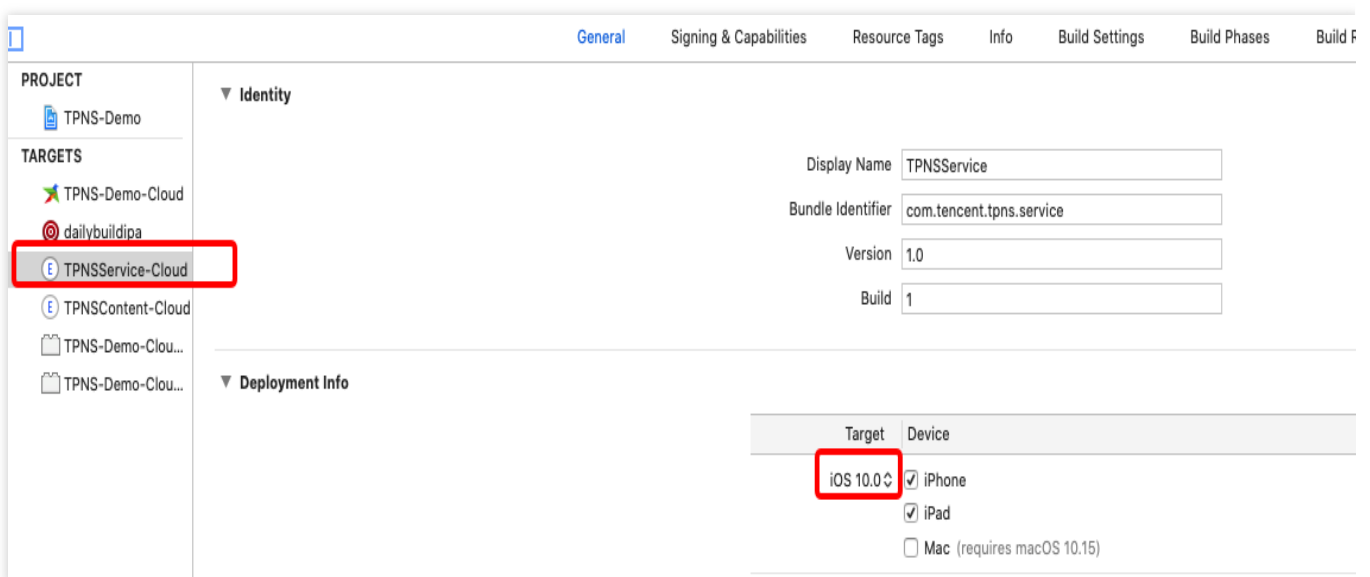 General Signing & Capabilities Resource Tags Info Build Settings Build Phases Build
PROJECT
TPNS-Demo
TARGETS
TPNS-Demo-Cloud
dailybuildipa
TPNSService-Cloud
TPNSContent-Cloud
TPNS-Demo-Clou...
TPNS-Demo-Clou...
Identity
Display Name TPNSService
Bundle Identifier com.tencent.tpns.service
Version 1.0
Build 1
Deployment Info
Target Device
iOS 10.0 iPhone
iPad
Mac (requires macOS 10.15)